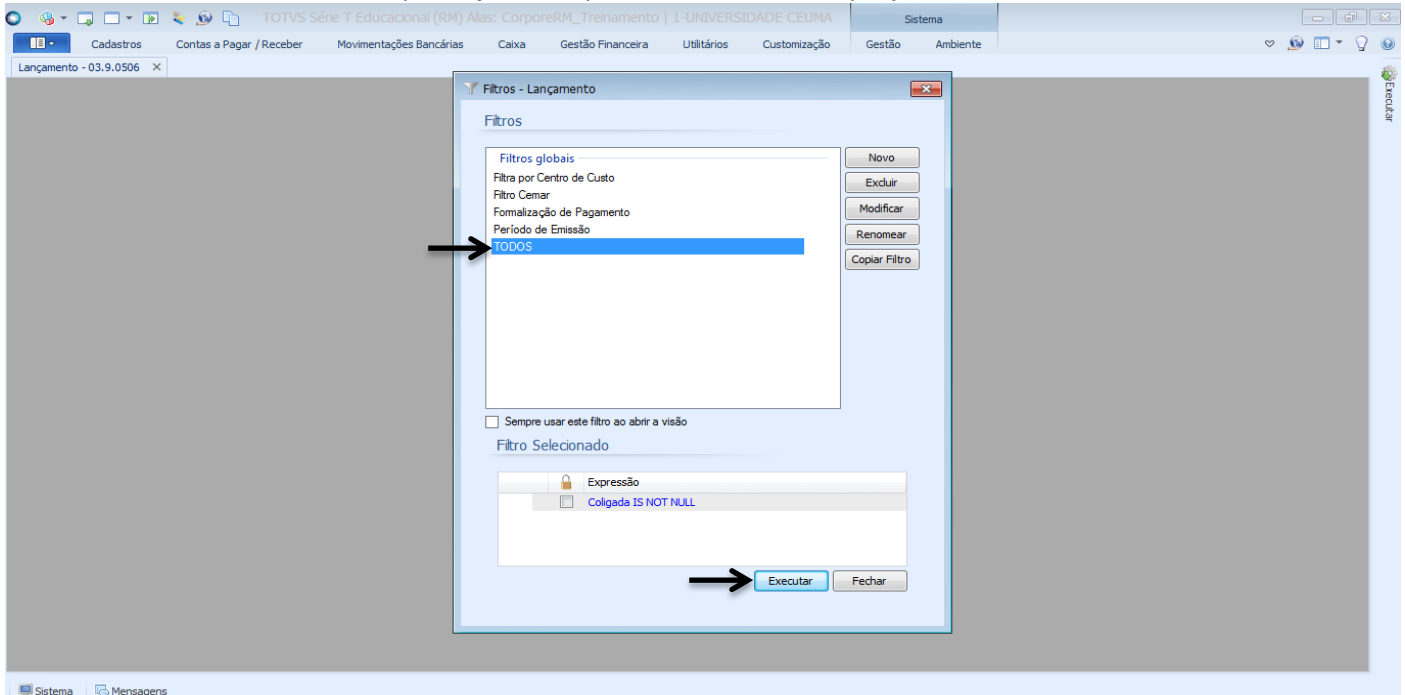 TOTVS Série T Educacional (RM) Alias: CorporeRM_Treinamento | 1-UNIVERSIDADE CEUMA
Sistema
Cadastros Contas a Pagar / Receber Movimentações Bancárias Caixa Gestão Financeira Utilitários Customização Gestão Ambiente
Lançamento - 03.9.0506
Executar
Filtros - Lançamento
Filtros
Filtros globais
Filtra por Centro de Custo
Filtro Cemar
Formalização de Pagamento
Período de Emissão
TODOS
Novo
Excluir
Modificar
Renomear
Copiar Filtro
Sempre usar este filtro ao abrir a visão
Filtro Selecionado
Expressão
Coligada IS NOT NULL
Executar Fechar
Sistema Mensagens